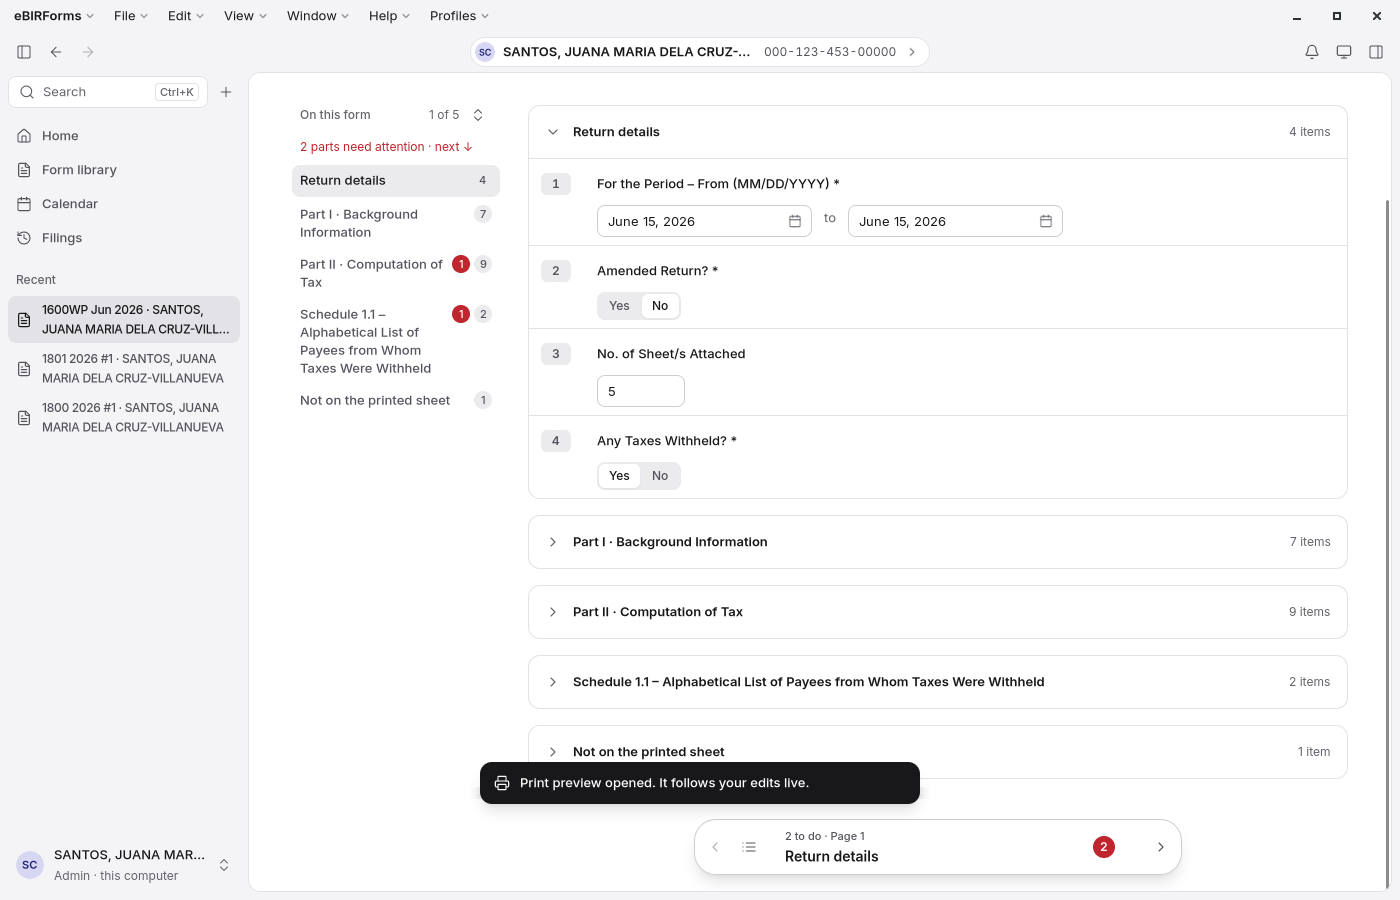 eBIRForms File Edit View Window Help Profiles
SC SANTOS, JUANA MARIA DELA CRUZ-... 000-123-453-00000
Search Ctrl+K
Home
Form library
Calendar
Filings
Recent
1600WP Jun 2026 · SANTOS,
JUANA MARIA DELA CRUZ-VILL...
1801 2026 #1 · SANTOS, JUANA
MARIA DELA CRUZ-VILLANUEVA
1800 2026 #1 · SANTOS, JUANA
MARIA DELA CRUZ-VILLANUEVA
SC SANTOS, JUANA MAR...
Admin · this computer
On this form 1 of 5
2 parts need attention · next ↓
Return details 4
Part I · Background 7
Information
Part II · Computation of 1 9
Tax
Schedule 1.1 – 1 2
Alphabetical List of
Payees from Whom
Taxes Were Withheld
Not on the printed sheet 1
Return details 4 items
1 For the Period – From (MM/DD/YYYY) *
June 15, 2026 to June 15, 2026
2 Amended Return? *
Yes No
3 No. of Sheet/s Attached
5
4 Any Taxes Withheld? *
Yes No
Part I · Background Information 7 items
Part II · Computation of Tax 9 items
Schedule 1.1 – Alphabetical List of Payees from Whom Taxes Were Withheld 2 items
Not on the printed sheet 1 item
Print preview opened. It follows your edits live.
2 to do · Page 1
Return details 2